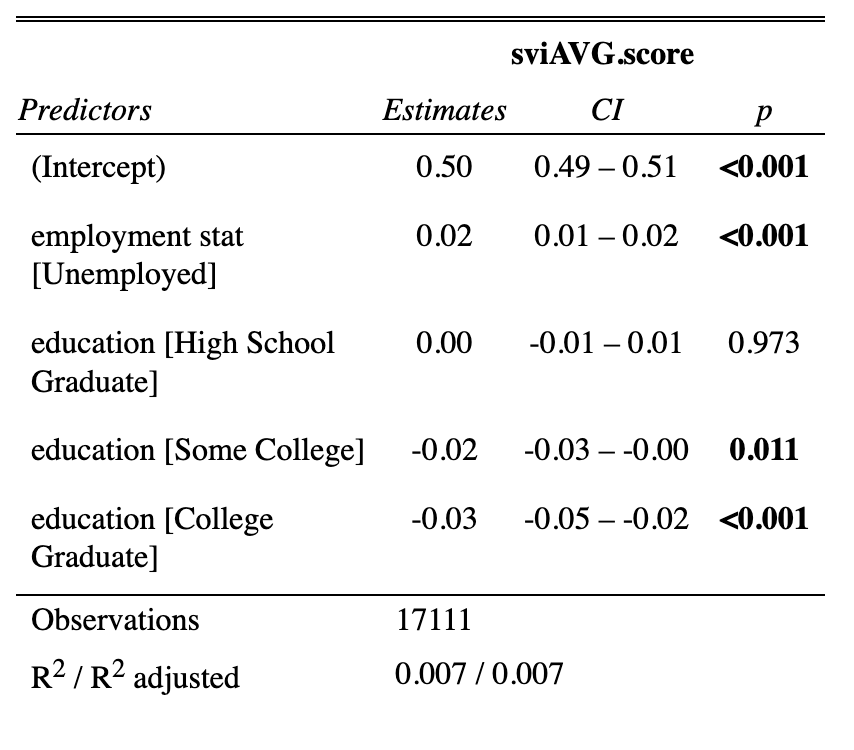 sviAVG.score
Predictors Estimates CI p
(Intercept) 0.50 0.49 – 0.51 <0.001
employment stat 0.02 0.01 – 0.02 <0.001
[Unemployed]
education [High School 0.00 -0.01 – 0.01 0.973
Graduate]
education [Some College] -0.02 -0.03 – -0.00 0.011
education [College -0.03 -0.05 – -0.02 <0.001
Graduate]
Observations 17111
R² / R² adjusted 0.007 / 0.007